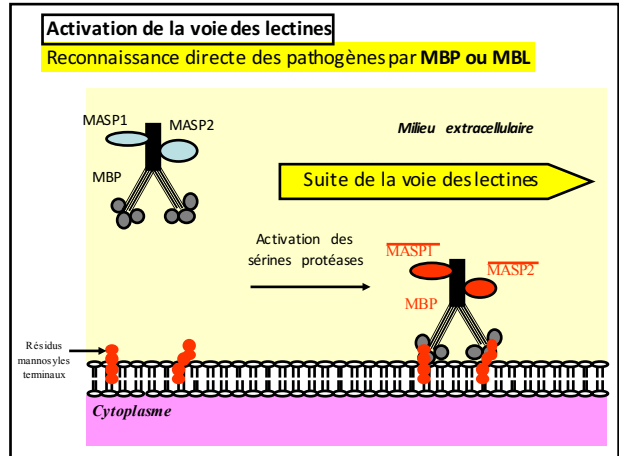 Activation de la voie des lectines
Reconnaissance directe des pathogènes par MBP ou MBL
MASP1
MASP2
MBP
Milieu extracellulaire
Suite de la voie des lectines
Activation des
sérines protéases
MASP1
MASP2
MBP
Résidus
mannosyles
terminaux
Cytoplasme